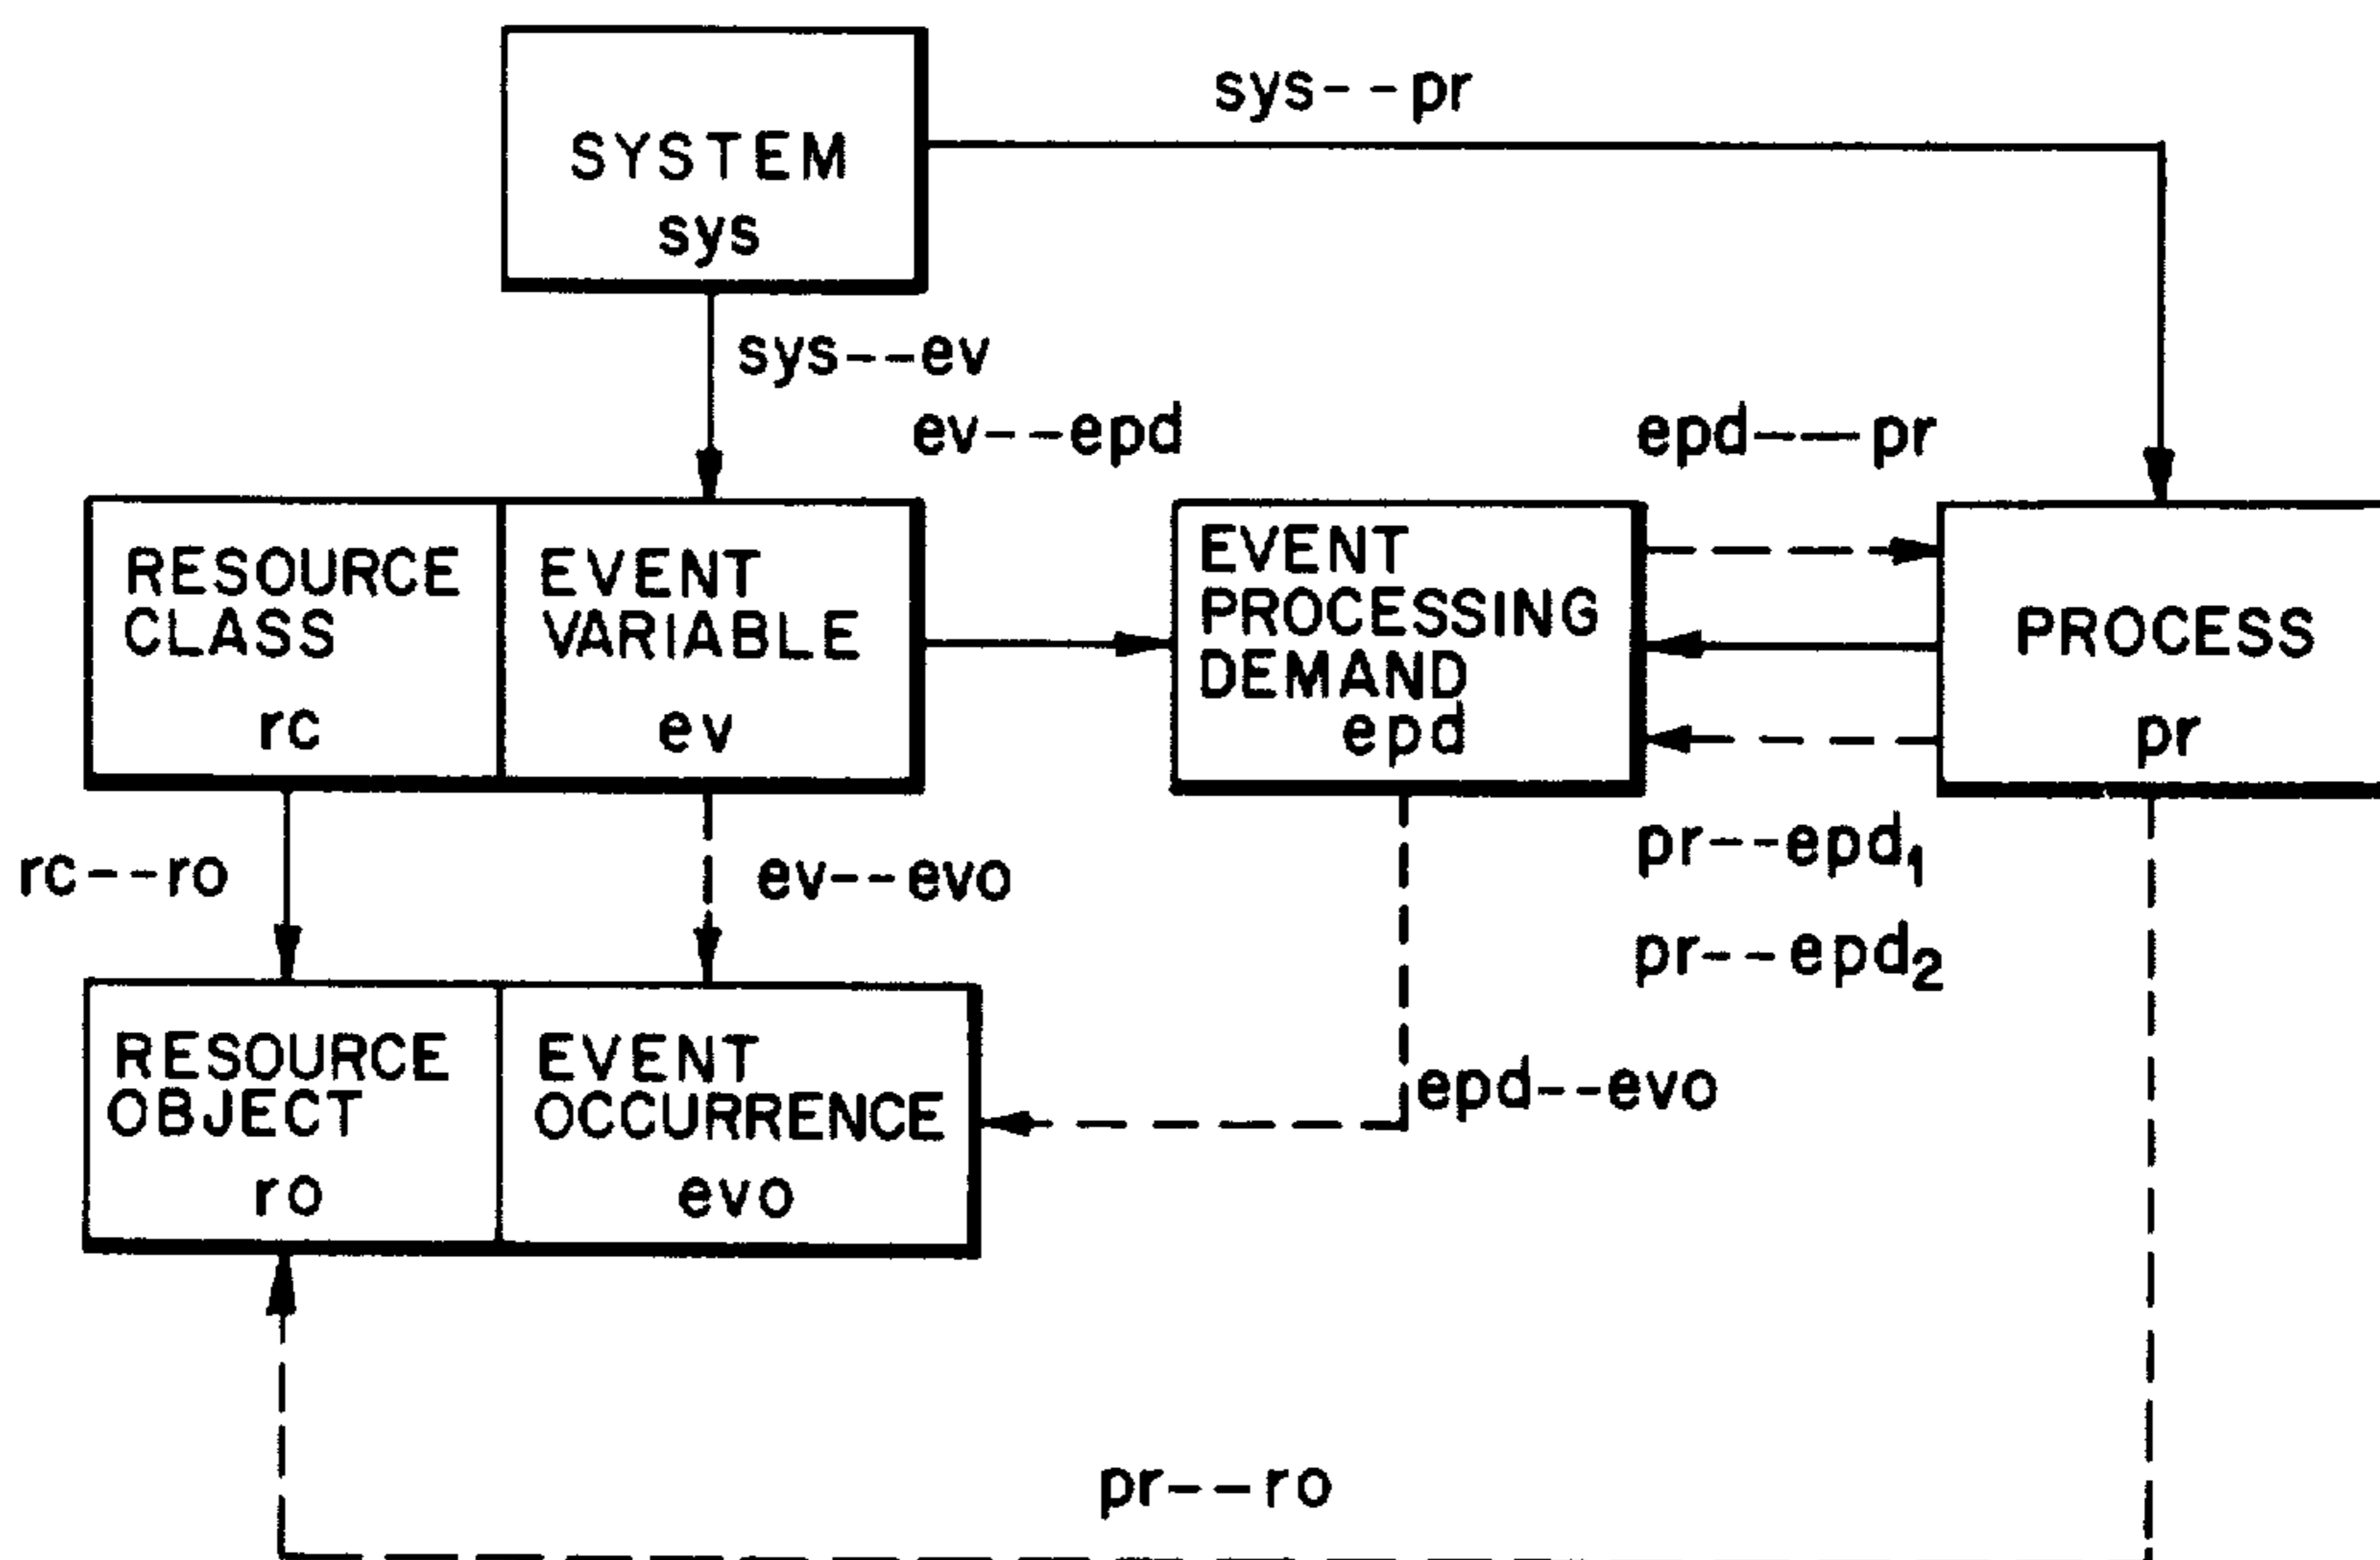 sys--pr
SYSTEM
sys
sys--ev
ev--epd
epd---pr
RESOURCE
CLASS
rc
EVENT
VARIABLE
ev
EVENT
PROCESSING
DEMAND
epd
PROCESS
pr
rc--ro
ev--evo
pr--epd₁
pr--epd₂
RESOURCE
OBJECT
ro
EVENT
OCCURRENCE
evo
epd--evo
pr--ro